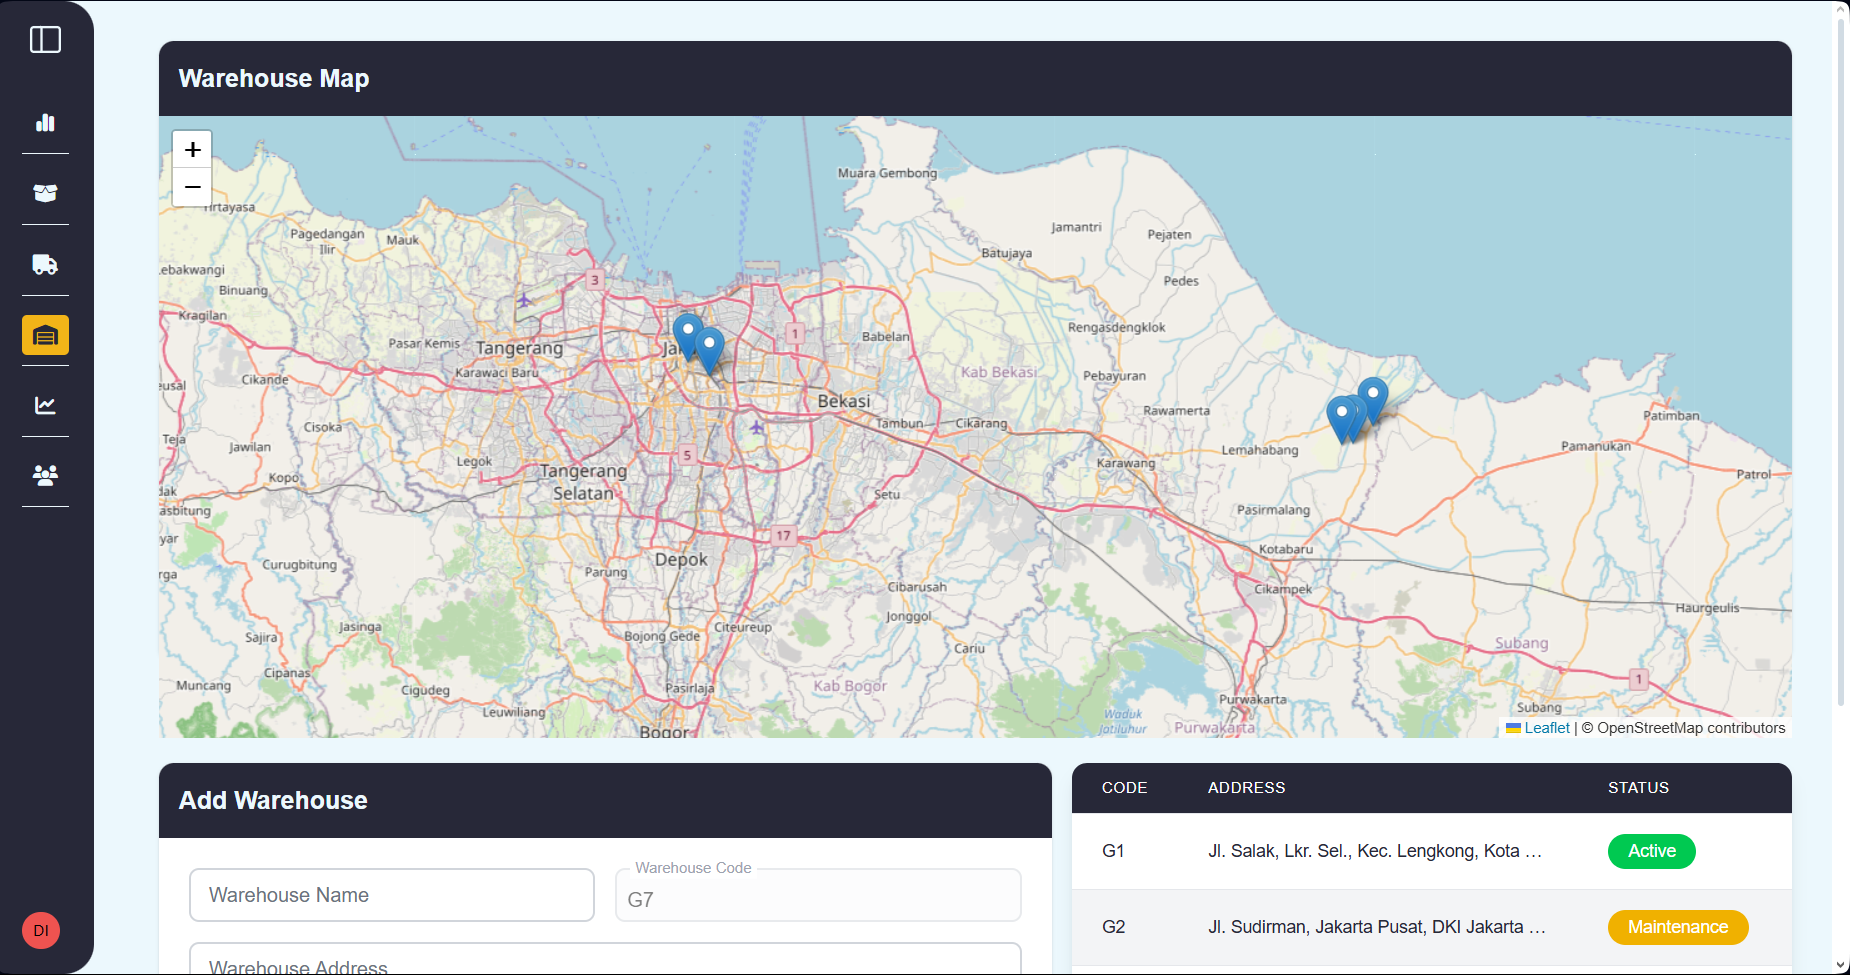 Warehouse Map
+
−
Muara Gembong
Jamantri
Pejaten
Batujaya
Pedes
Pagedangan
Ilir
Mauk
Binuang
Kragilan
3
1
Rengasdengklok
Babelan
Pasar Kemis
Tangerang
Karawaci Baru
Kab Bekasi
Pebayuran
Cikande
Bekasi
Rawamerta
Cisoka
Tambun
Cikarang
Pamanukan
Patimban
Teja
Jawilan
Legok
5
Lemahabang
Karawang
Kopo
Tangerang
Selatan
Setu
Patrol
Pasirmalang
17
Kotabaru
Depok
Curugbitung
Parung
Cibarusah
Cikampek
Haurgeulis
Jonggol
Jasinga
Sajira
Citeureup
Bojong Gede
Subang
Cariu
Cipanas
Muncang
Cigudeg
Pasirlaja
Kab Bogor
1
Purwakarta
Leuwiliang
Subang
Waduk
Jatiluhur
Purwakarta
Bogor
Leaflet | © OpenStreetMap contributors
Add Warehouse
Warehouse Name
Warehouse Code
G7
Warehouse Address
CODE ADDRESS STATUS
G1 Jl. Salak, Lkr. Sel., Kec. Lengkong, Kota … Active
G2 Jl. Sudirman, Jakarta Pusat, DKI Jakarta … Maintenance
DI